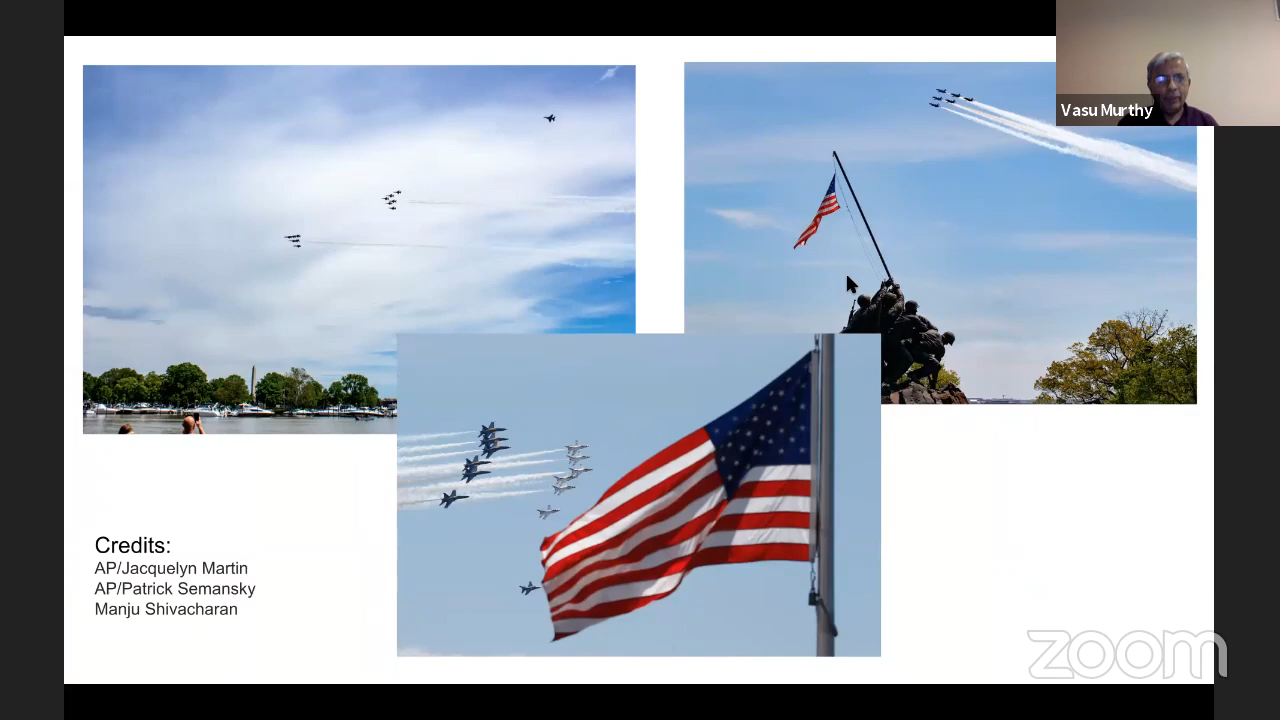 Vasu Murthy
Credits:
AP/Jacquelyn Martin
AP/Patrick Semansky
Manju Shivacharan
zoom